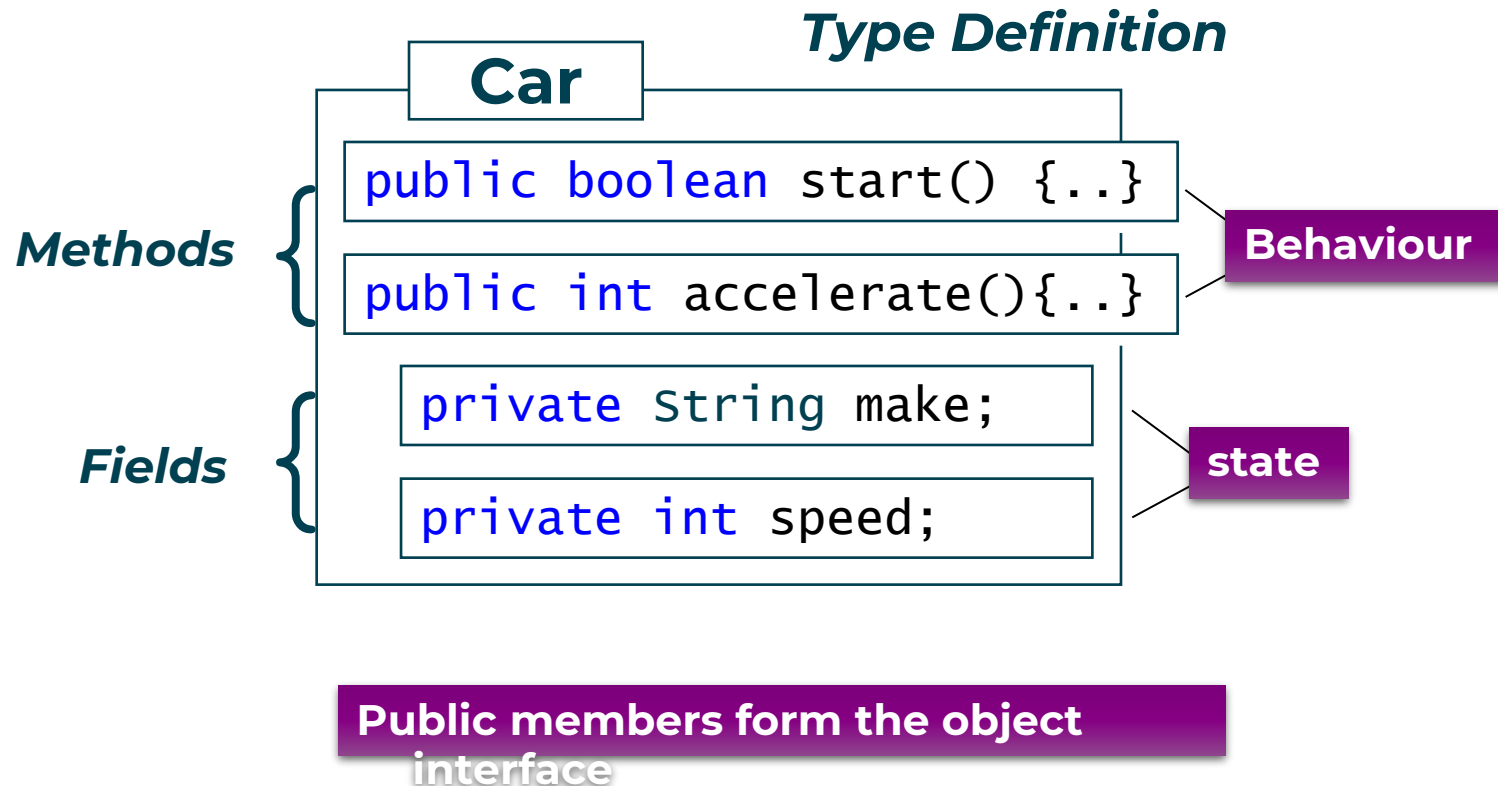 Type Definition
Car
public boolean start() {..}
Methods
Behaviour
public int accelerate(){..}
private String make;
Fields
state
private int speed;
Public members form the object
interface